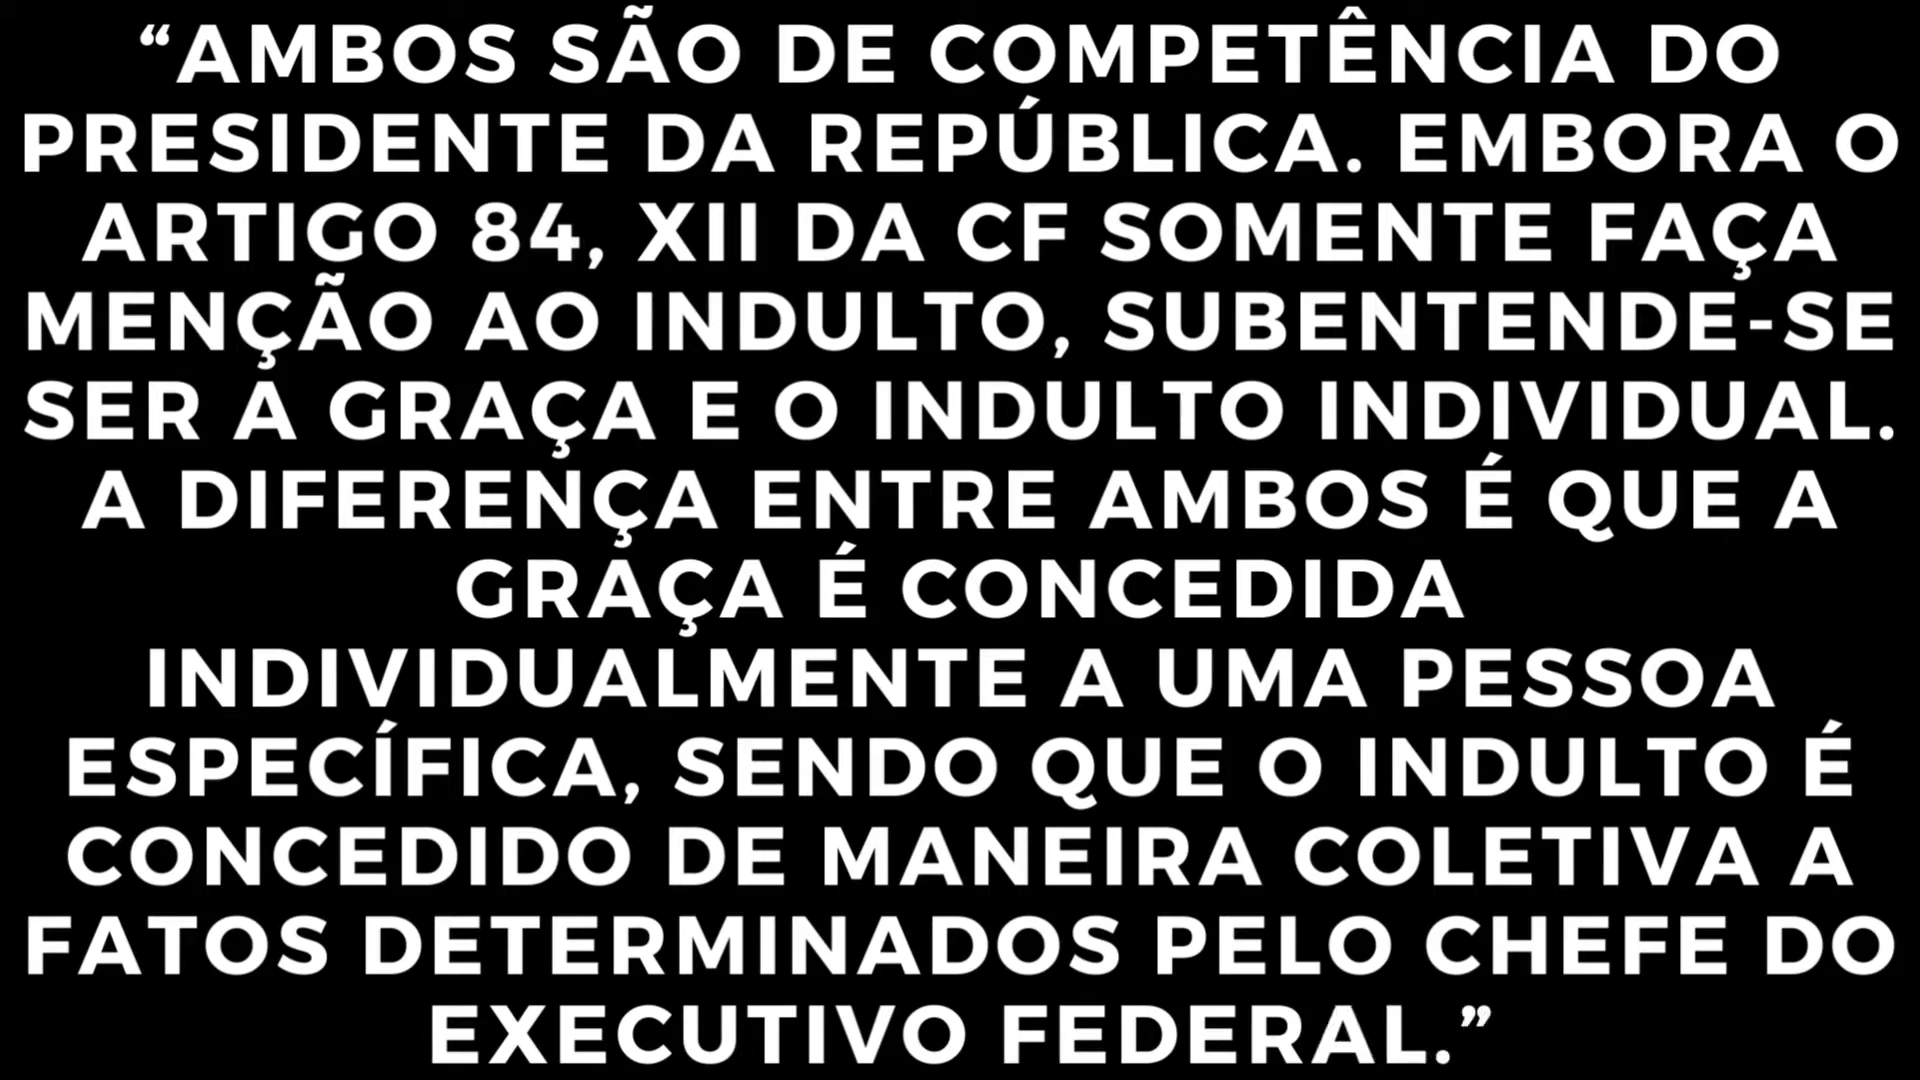 “AMBOS SÃO DE COMPETÊNCIA DO
PRESIDENTE DA REPÚBLICA. EMBORA O
ARTIGO 84, XII DA CF SOMENTE FAÇA
MENÇÃO AO INDULTO, SUBENTENDE-SE
SER A GRAÇA E O INDULTO INDIVIDUAL.
A DIFERENÇA ENTRE AMBOS É QUE A
GRAÇA É CONCEDIDA
INDIVIDUALMENTE A UMA PESSOA
ESPECÍFICA, SENDO QUE O INDULTO É
CONCEDIDO DE MANEIRA COLETIVA A
FATOS DETERMINADOS PELO CHEFE DO
EXECUTIVO FEDERAL.”